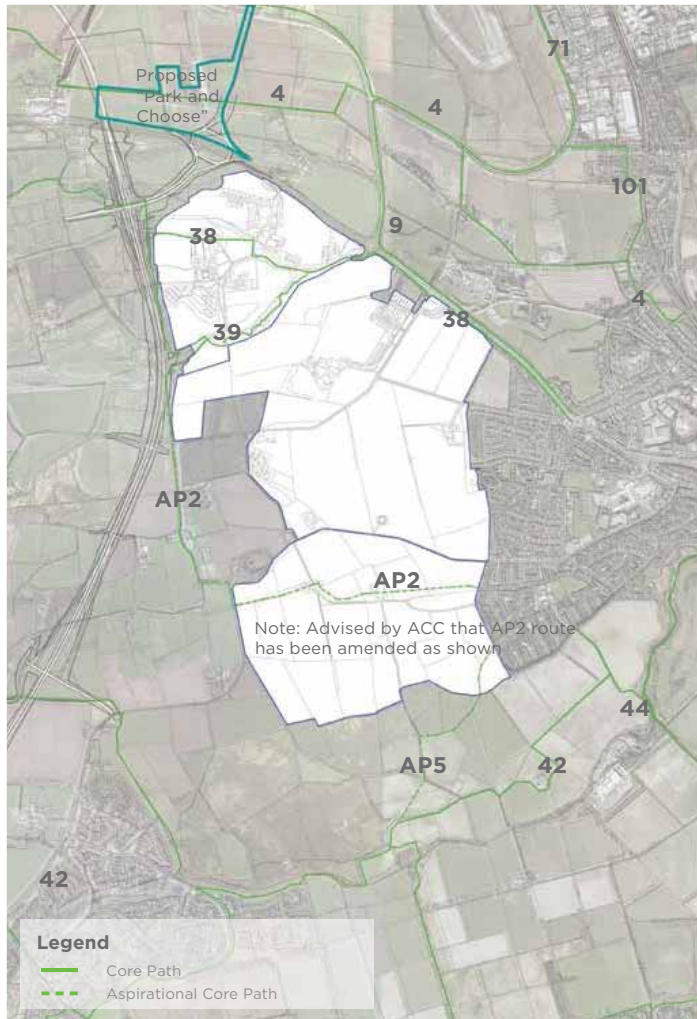 71
Proposed
"Park and
Choose"
4
4
101
9
38
4
38
39
AP2
AP2
Note: Advised by ACC that AP2 route
has been amended as shown
44
AP5
42
42
Legend
Core Path
Aspirational Core Path